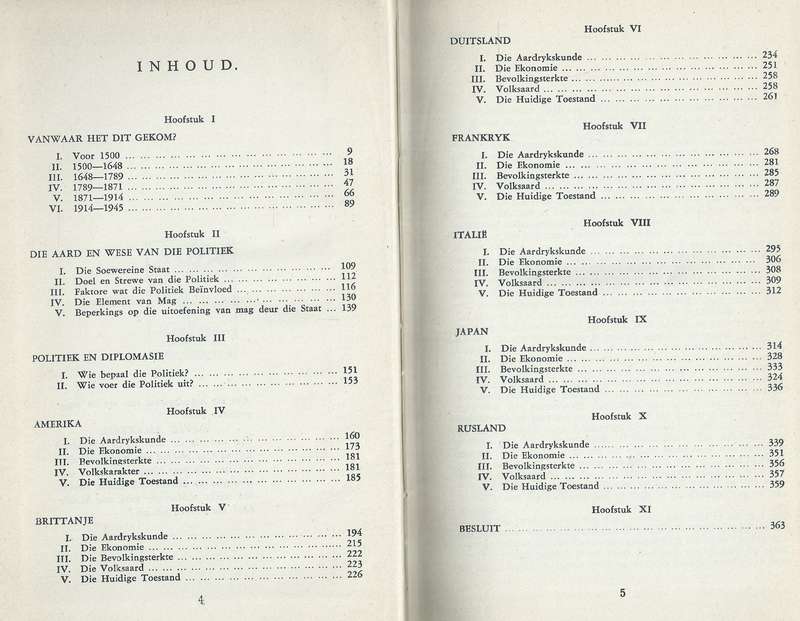 INHOUD.
Hoofstuk I
VANWAAR HET DIT GEKOM?
I. Voor 1500 ... 9
II. 1500—1648 ... 18
III. 1648—1789 ... 31
IV. 1789—1871 ... 47
V. 1871—1914 ... 66
VI. 1914—1945 ... 89
Hoofstuk II
DIE AARD EN WESE VAN DIE POLITIEK
I. Die Soewereine Staat ... 109
II. Doel en Strewe van die Politiek ... 112
III. Faktore wat die Politiek Beïnvloed ... 116
IV. Die Element van Mag ... 130
V. Beperkings op die uitoefening van mag deur die Staat ... 139
Hoofstuk III
POLITIEK EN DIPLOMASIE
I. Wie bepaal die Politiek? ... 151
II. Wie voer die Politiek uit? ... 153
Hoofstuk IV
AMERIKA
I. Die Aardrykskunde ... 160
II. Die Ekonomie ... 173
III. Bevolkingsterkte ... 181
IV. Volkskarakter ... 181
V. Die Huidige Toestand ... 185
Hoofstuk V
BRITTANJE
I. Die Aardrykskunde ... 194
II. Die Ekonomie ... 215
III. Die Bevolkingsterkte ... 222
IV. Die Volksaard ... 223
V. Die Huidige Toestand ... 226
4
Hoofstuk VI
DUITSLAND
I. Die Aardrykskunde ... 234
II. Die Ekonomie ... 251
III. Bevolkingsterkte ... 258
IV. Volksaard ... 258
V. Die Huidige Toestand ... 261
Hoofstuk VII
FRANKRYK
I. Die Aardrykskunde ... 268
II. Die Ekonomie ... 281
III. Bevolkingsterkte ... 285
IV. Volksaard ... 287
V. Die Huidige Toestand ... 289
Hoofstuk VIII
ITALIË
I. Die Aardrykskunde ... 295
II. Die Ekonomie ... 306
III. Bevolkingsterkte ... 308
IV. Volksaard ... 309
V. Die Huidige Toestand ... 312
Hoofstuk IX
JAPAN
I. Die Aardrykskunde ... 314
II. Die Ekonomie ... 328
III. Bevolkingsterkte ... 333
IV. Volksaard ... 324
V. Die Huidige Toestand ... 336
Hoofstuk X
RUSLAND
I. Die Aardrykskunde ... 339
II. Die Ekonomie ... 351
III. Bevolkingsterkte ... 356
IV. Volksaard ... 357
V. Die Huidige Toestand ... 359
Hoofstuk XI
BESLUIT ... 363
5